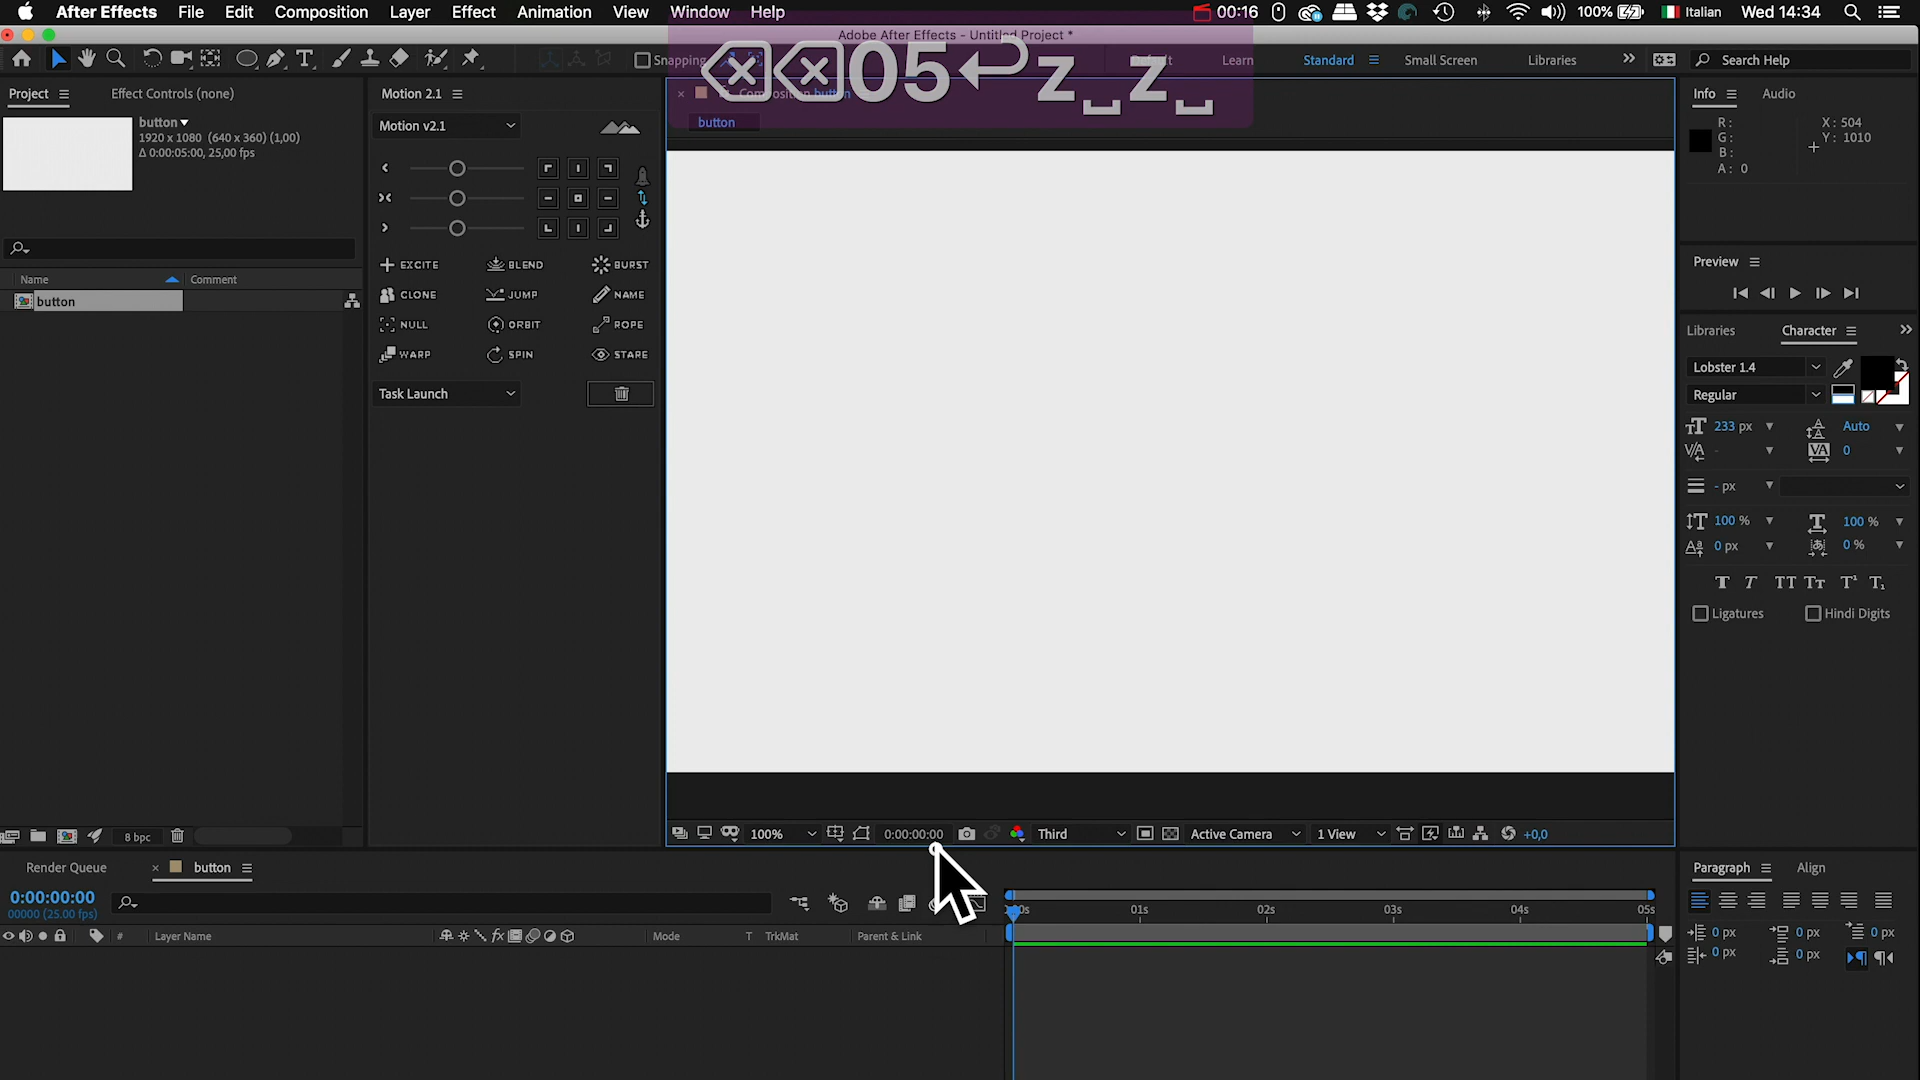 After Effects File Edit Composition Layer Effect Animation View Window Help 00:16 100% Italian Wed 14:34
Adobe After Effects - Untitled Project *
Snapping Default Learn Standard Small Screen Libraries Search Help
05 z z
Project Effect Controls (none) Motion 2.1 Composition button Info Audio
button
1920 x 1080 (640 x 360) (1,00)
Δ 0:00:05:00, 25,00 fps
Motion v2.1
button
R:
G:
B:
A: 0
X: 504
Y: 1010
EXCITE BLEND BURST
CLONE JUMP NAME
NULL ORBIT ROPE
WARP SPIN STARE
Task Launch
Name Comment
button
Preview
Libraries Character
Lobster 1.4
Regular
233 px Auto
- 0
- px
100 % 100 %
0 px 0 %
T T TT Tr T¹ T₁
Ligatures Hindi Digits
8 bpc
100% 0:00:00:00 Third Active Camera 1 View +0,0
Render Queue button
0:00:00:00
00000 (25.00 fps)
# Layer Name Mode T TrkMat Parent & Link
01s 02s 03s 04s 05s
Paragraph Align
0 px 0 px 0 px
0 px 0 px